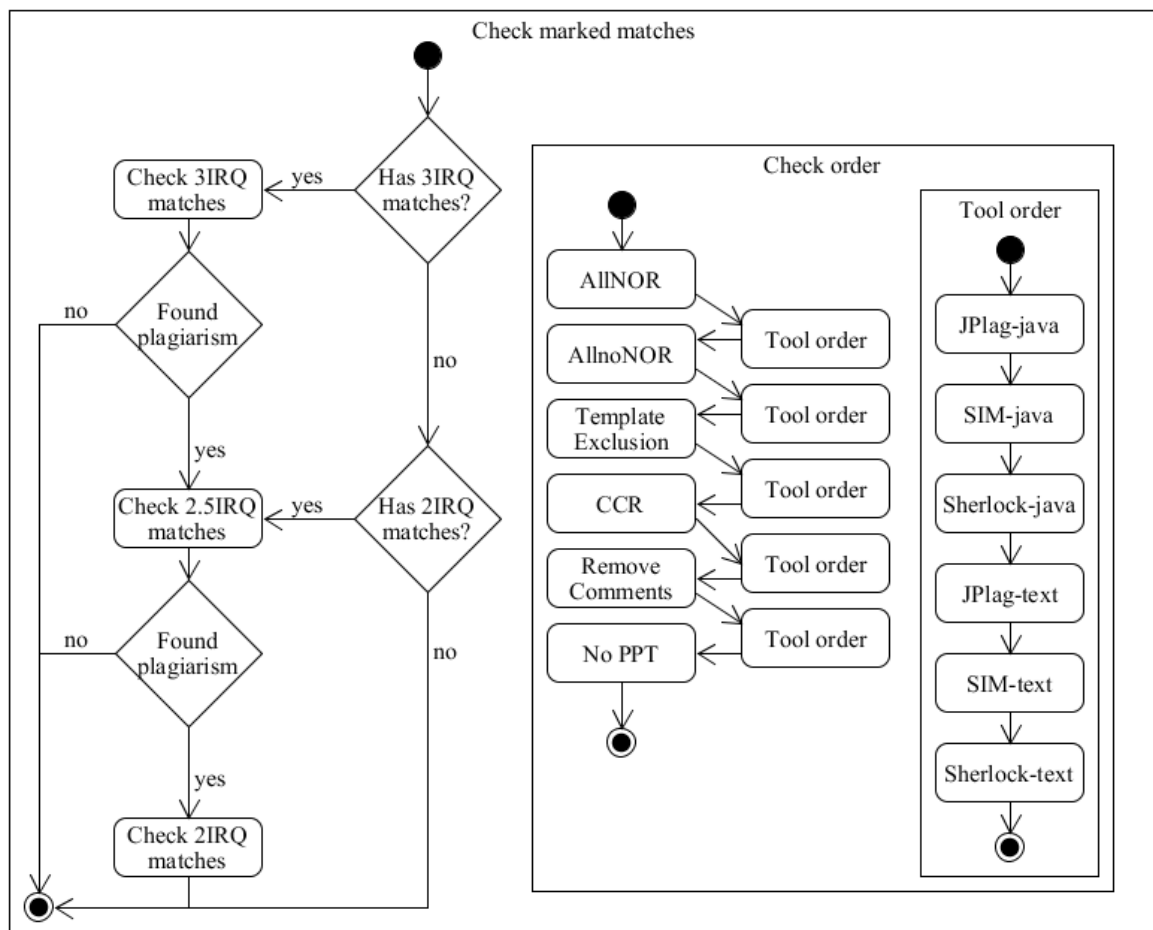 Check marked matches
Has 3IRQ
matches?
yes
Check 3IRQ
matches
Found
plagiarism
no
yes
no
Has 2IRQ
matches?
yes
Check 2.5IRQ
matches
Found
plagiarism
no
yes
no
Check 2IRQ
matches
Check order
AllNOR
Tool order
AllnoNOR
Tool order
Template
Exclusion
Tool order
CCR
Tool order
Remove
Comments
Tool order
No PPT
Tool order
JPlag-java
SIM-java
Sherlock-java
JPlag-text
SIM-text
Sherlock-text